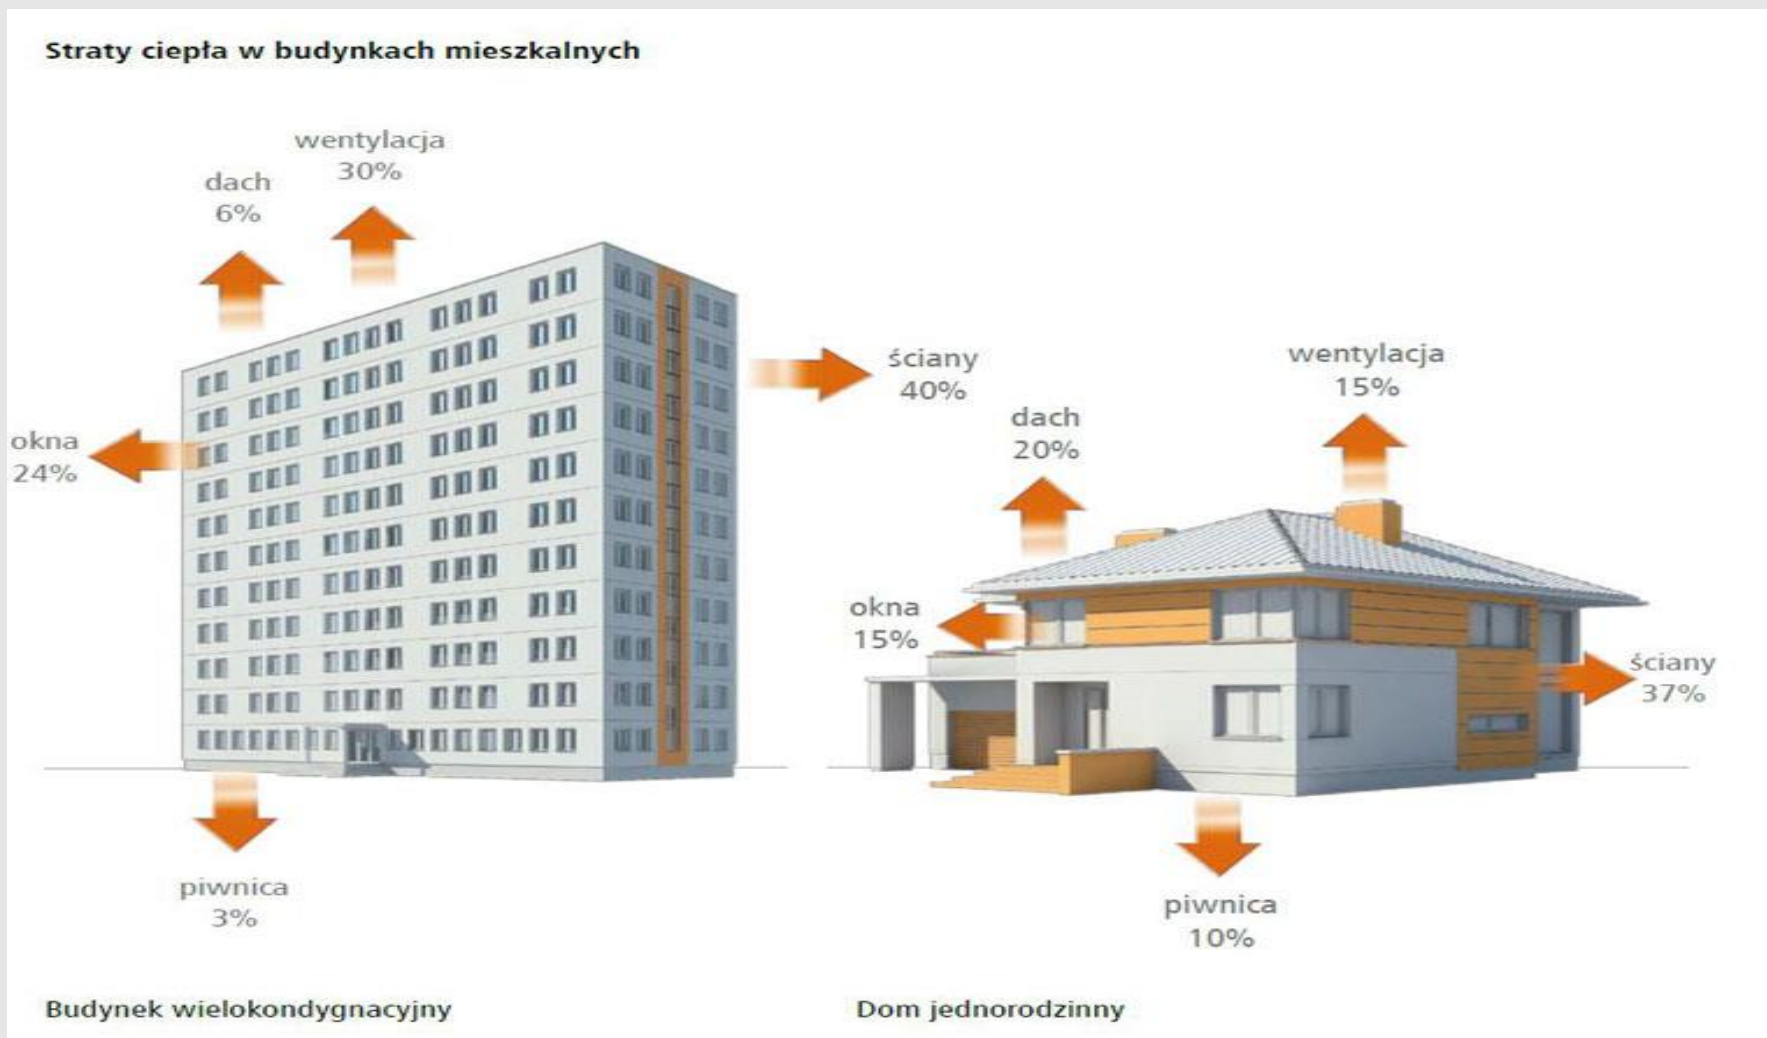 Straty ciepła w budynkach mieszkalnych
wentylacja
30%
dach
6%
ściany
40%
okna
24%
piwnica
3%
Budynek wielokondygnacyjny
wentylacja
15%
dach
20%
okna
15%
ściany
37%
piwnica
10%
Dom jednorodzinny